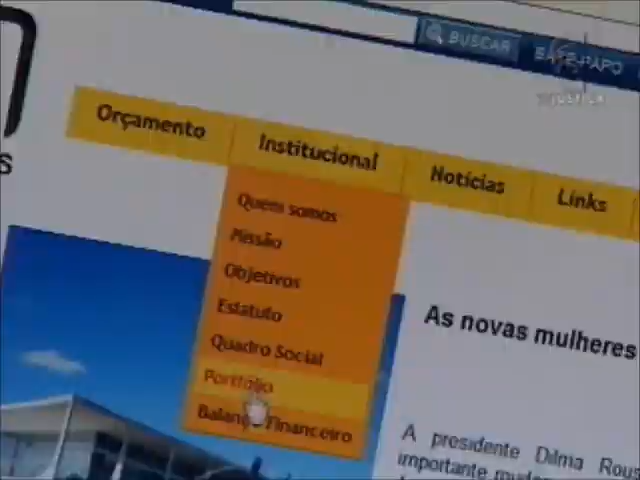 BUSCAR
BATE-PAPO
JUSTIÇA
Orçamento
Institucional
Notícias
Links
Quem somos
Missão
Objetivos
Estatuto
Quadro Social
Portfólio
Balanço Financeiro
As novas mulheres
A presidente Dilma Rous
importante
S